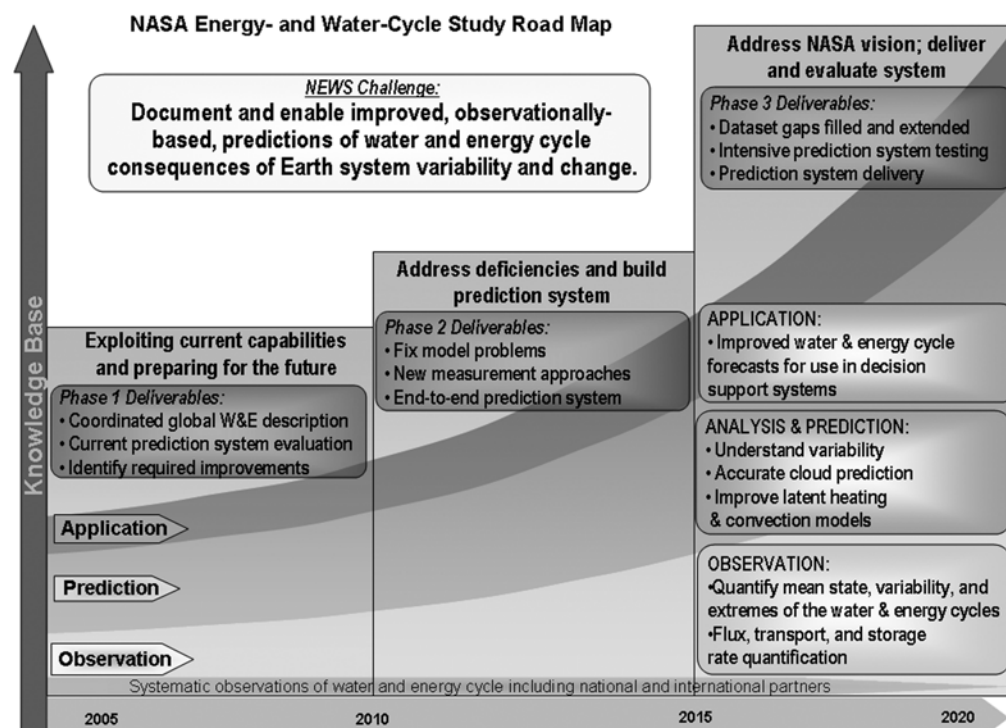 NASA Energy- and Water-Cycle Study Road Map
NEWS Challenge:
Document and enable improved, observationally-
based, predictions of water and energy cycle
consequences of Earth system variability and change.
Knowledge Base
Exploiting current capabilities
and preparing for the future
Phase 1 Deliverables:
• Coordinated global W&E description
• Current prediction system evaluation
• Identify required improvements
Application
Prediction
Observation
Address deficiencies and build
prediction system
Phase 2 Deliverables:
• Fix model problems
• New measurement approaches
• End-to-end prediction system
Address NASA vision; deliver
and evaluate system
Phase 3 Deliverables:
• Dataset gaps filled and extended
• Intensive prediction system testing
• Prediction system delivery
APPLICATION:
• Improved water & energy cycle
forecasts for use in decision
support systems
ANALYSIS & PREDICTION:
• Understand variability
• Accurate cloud prediction
• Improve latent heating
& convection models
OBSERVATION:
•Quantify mean state, variability, and
extremes of the water & energy cycles
•Flux, transport, and storage
rate quantification
Systematic observations of water and energy cycle including national and international partners
2005 2010 2015 2020